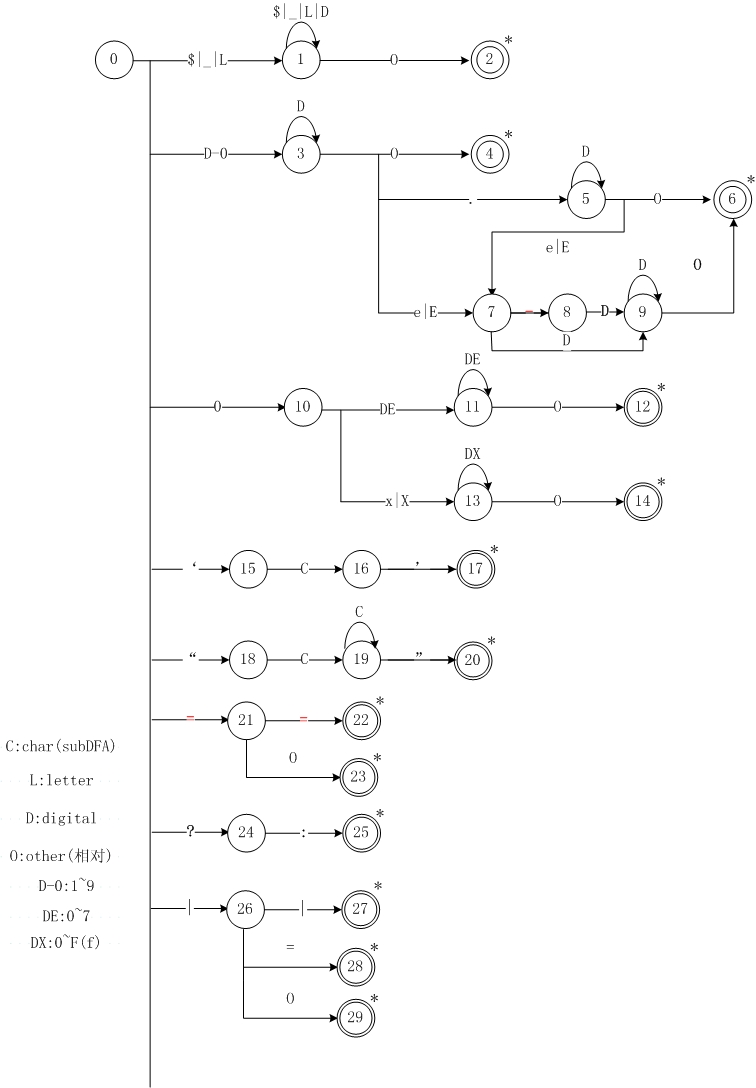 $|_|L|D
0 $|_|L 1 O 2 *
D
D-0 3 O 4 *
D
. 5 O 6 *
e|E
D O
e|E 7 - 8 D 9
D
DE
0 10 DE 11 O 12 *
DX
x|X 13 O 14 *
‘ 15 C 16 ’ 17 *
C
“ 18 C 19 ” 20 *
= 21 = 22 *
O 23 *
? 24 : 25 *
| 26 | 27 *
= 28 *
O 29 *
C:char(subDFA)
L:letter
D:digital
O:other(相对)
D-0:1~9
DE:0~7
DX:0~F(f)